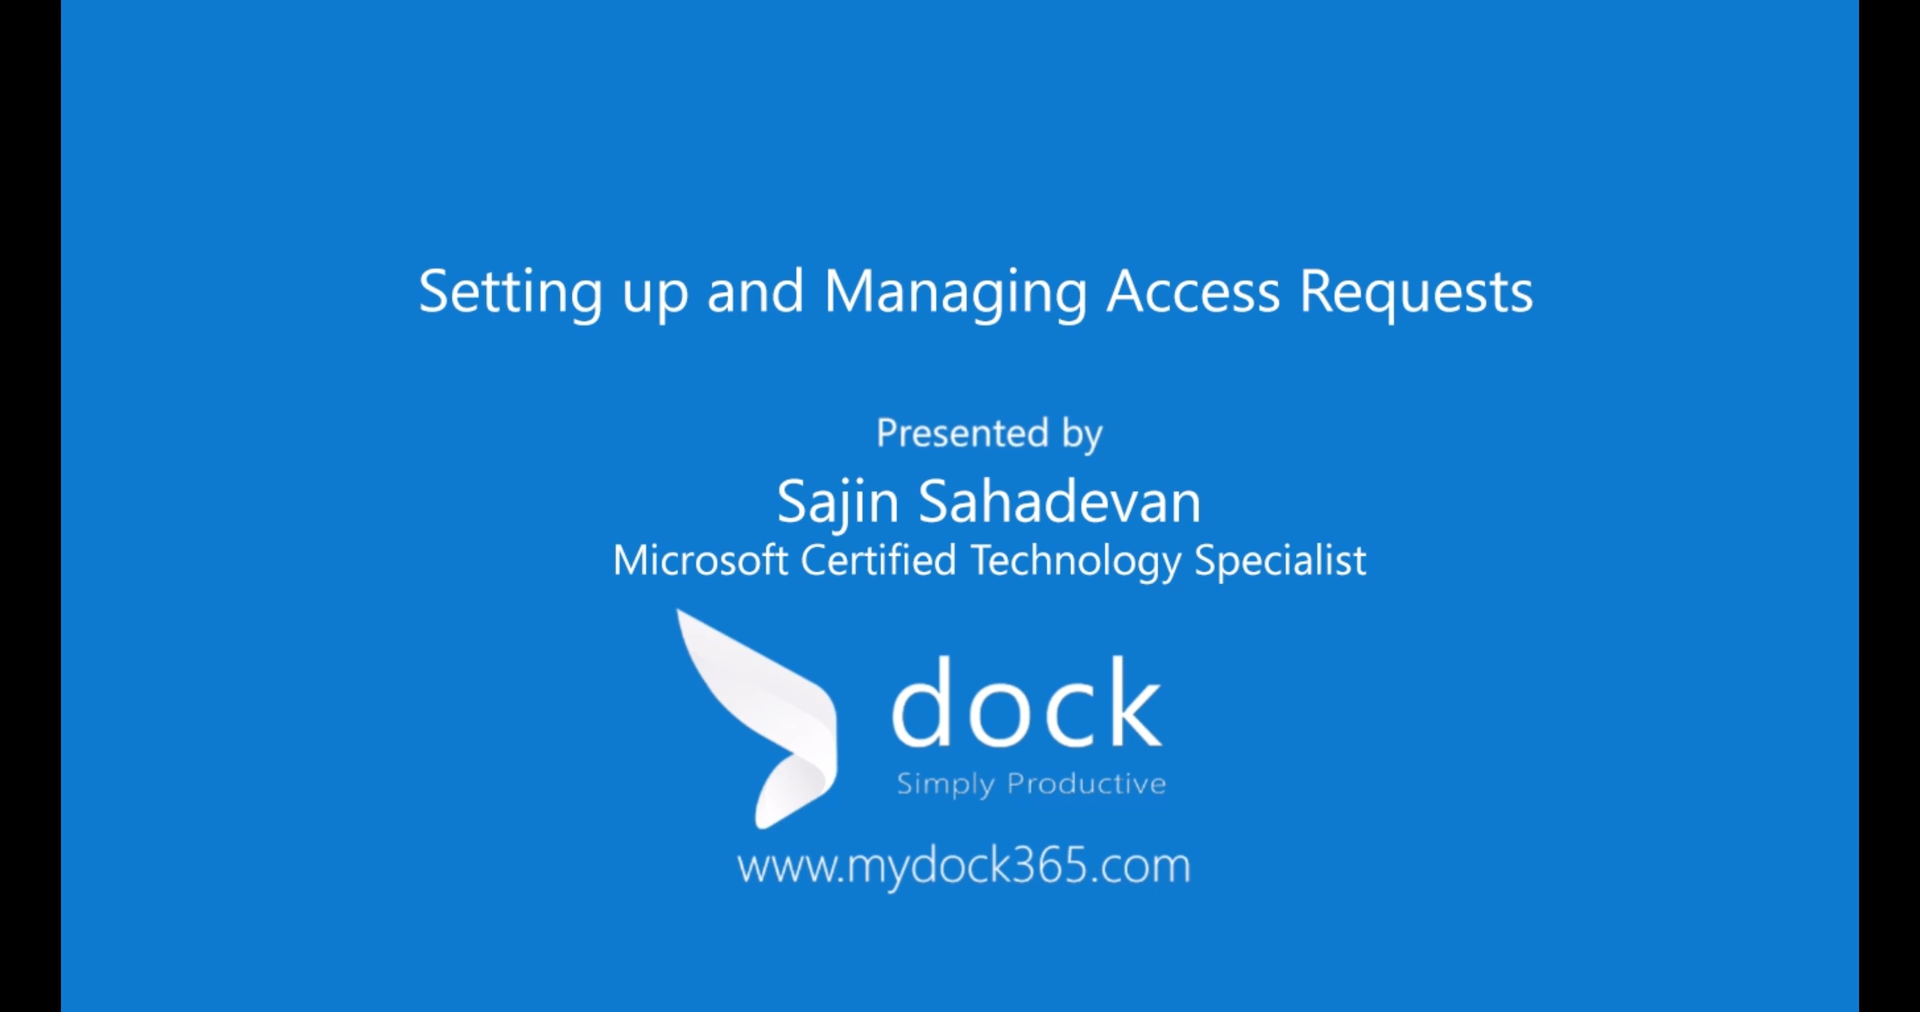 Setting up and Managing Access Requests
Presented by
Sajin Sahadevan
Microsoft Certified Technology Specialist
dock
Simply Productive
www.mydock365.com